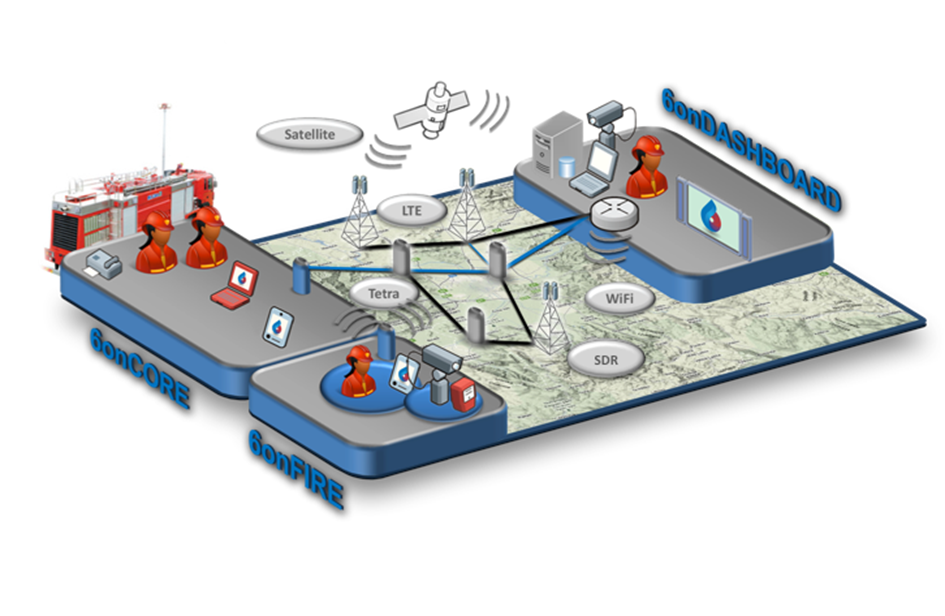 6onDASHBOARD
Satellite
LTE
Tetra
WiFi
SDR
6onCORE
6onFIRE